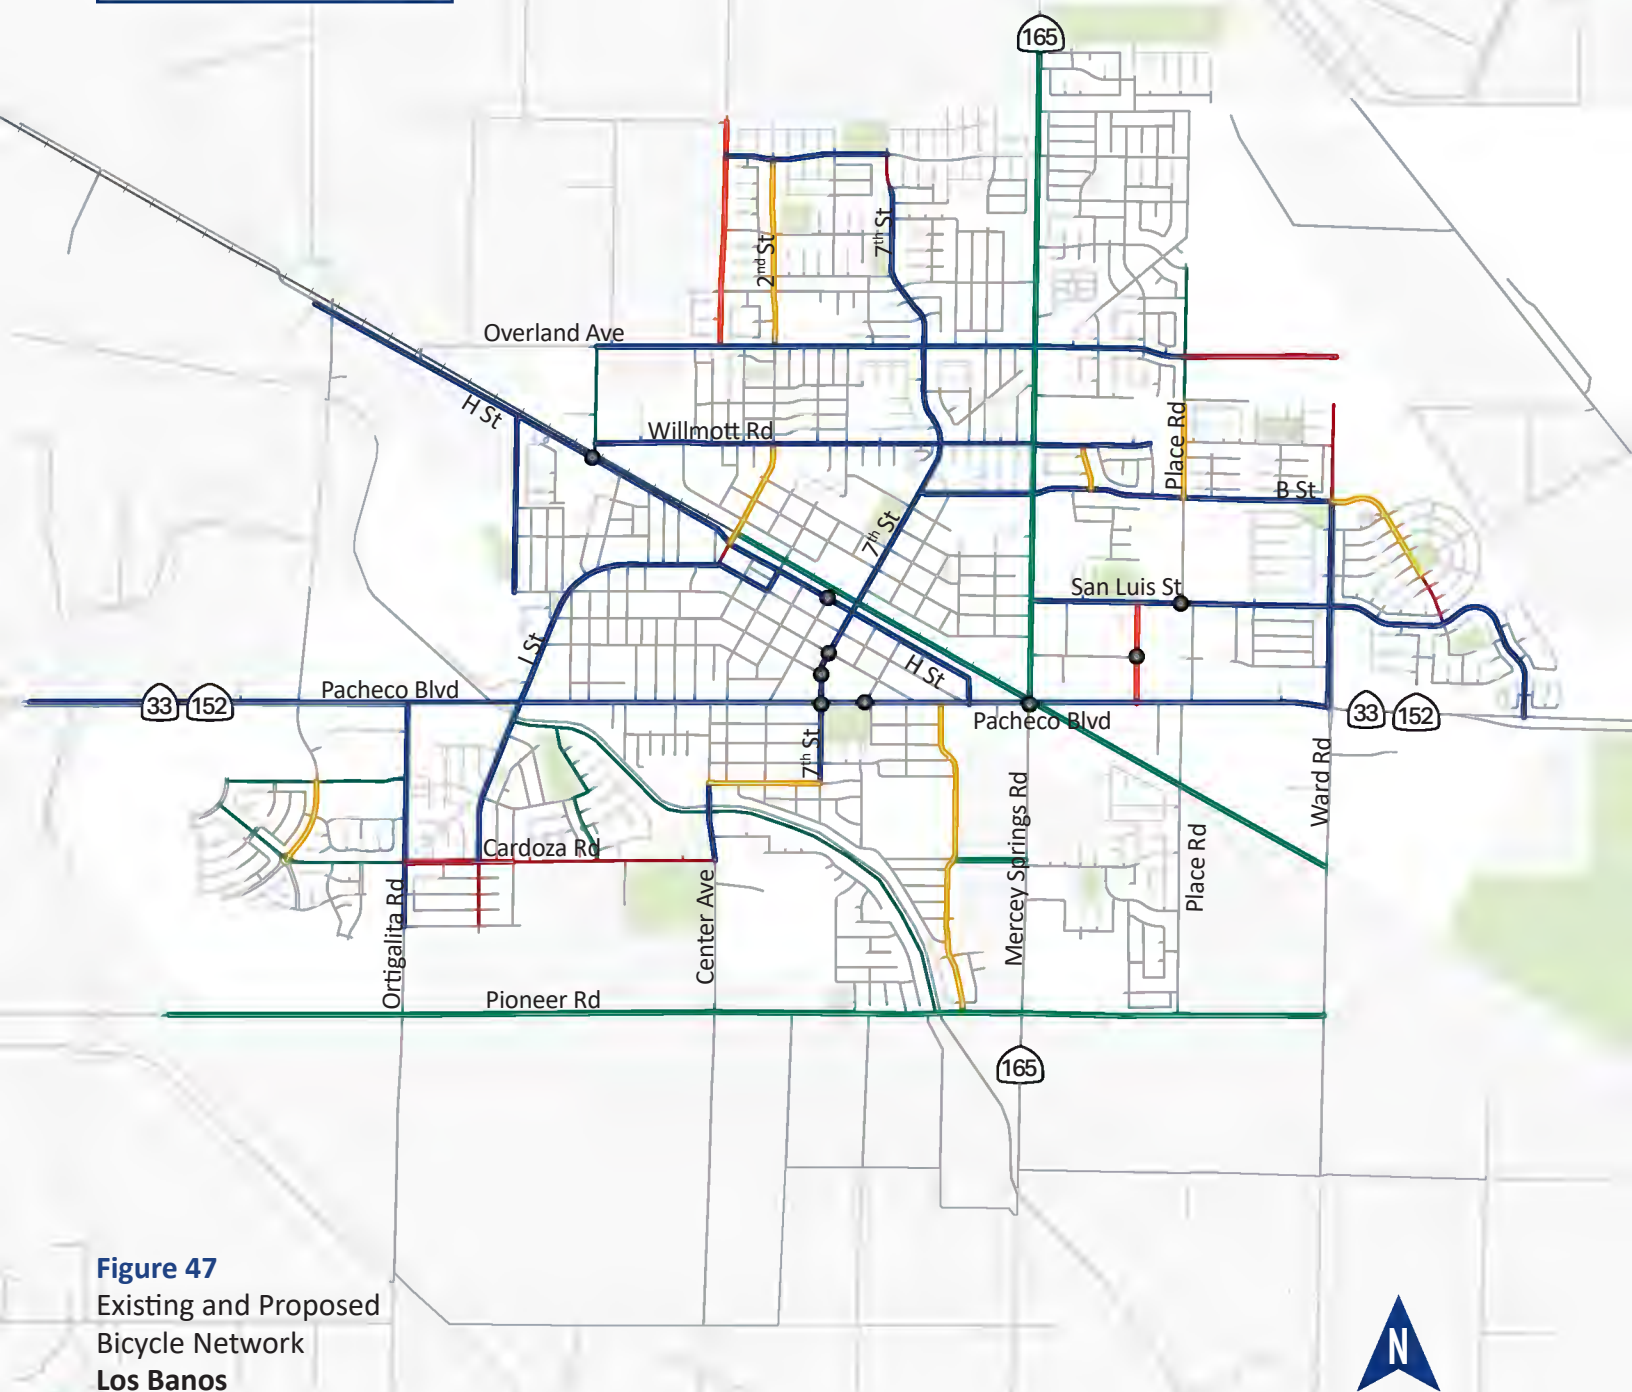 165
2nd St
7th St
Overland Ave
H St
Willmott Rd
Place Rd
B St
7th St
San Luis St
I St
H St
Pacheco Blvd
33
152
Pacheco Blvd
33
152
7th St
Mercey Springs Rd
Ward Rd
Cardoza Rd
Place Rd
Ortigalita Rd
Center Ave
Pioneer Rd
165
Figure 47
Existing and Proposed
Bicycle Network
Los Banos
N